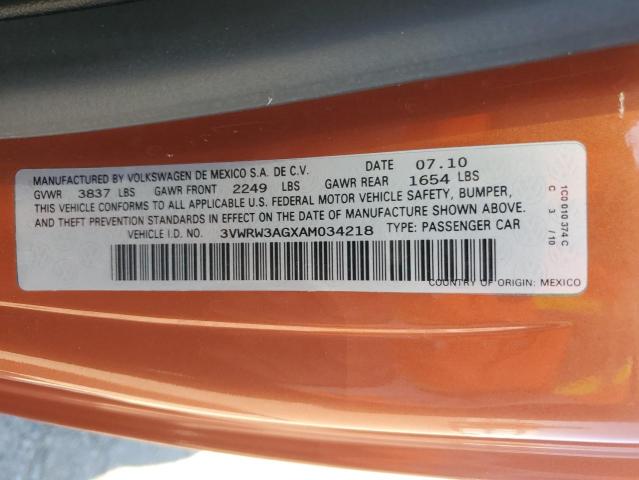 MANUFACTURED BY VOLKSWAGEN DE MEXICO S.A. DE C.V. DATE 07.10
GVWR 3837 LBS GAWR FRONT 2249 LBS GAWR REAR 1654 LBS
THIS VEHICLE CONFORMS TO ALL APPLICABLE U.S. FEDERAL MOTOR VEHICLE SAFETY, BUMPER,
AND THEFT PREVENTION STANDARDS IN EFFECT ON THE DATE OF MANUFACTURE SHOWN ABOVE.
VEHICLE I.D. NO. 3VWRW3AGXAM034218 TYPE: PASSENGER CAR
COUNTRY OF ORIGIN: MEXICO
1C0 010 374 C
C 3 /10